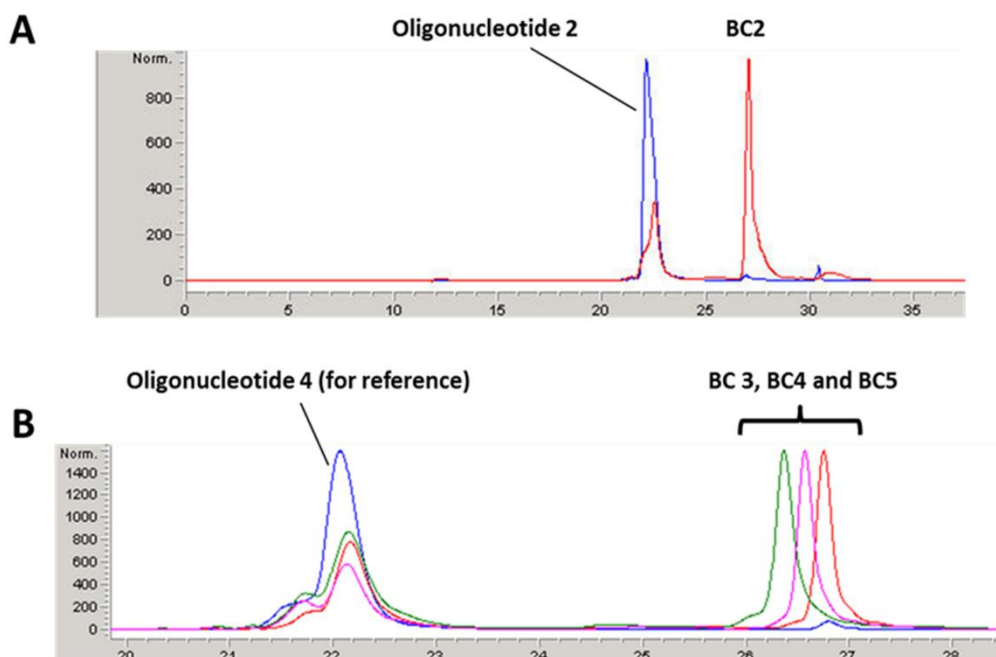 A
Oligonucleotide 2 BC2
Norm.
800
600
400
200
0
0 5 10 15 20 25 30 35
Oligonucleotide 4 (for reference) BC 3, BC4 and BC5
B
Norm.
1400
1200
1000
800
600
400
200
0
20 21 22 23 24 25 26 27 28